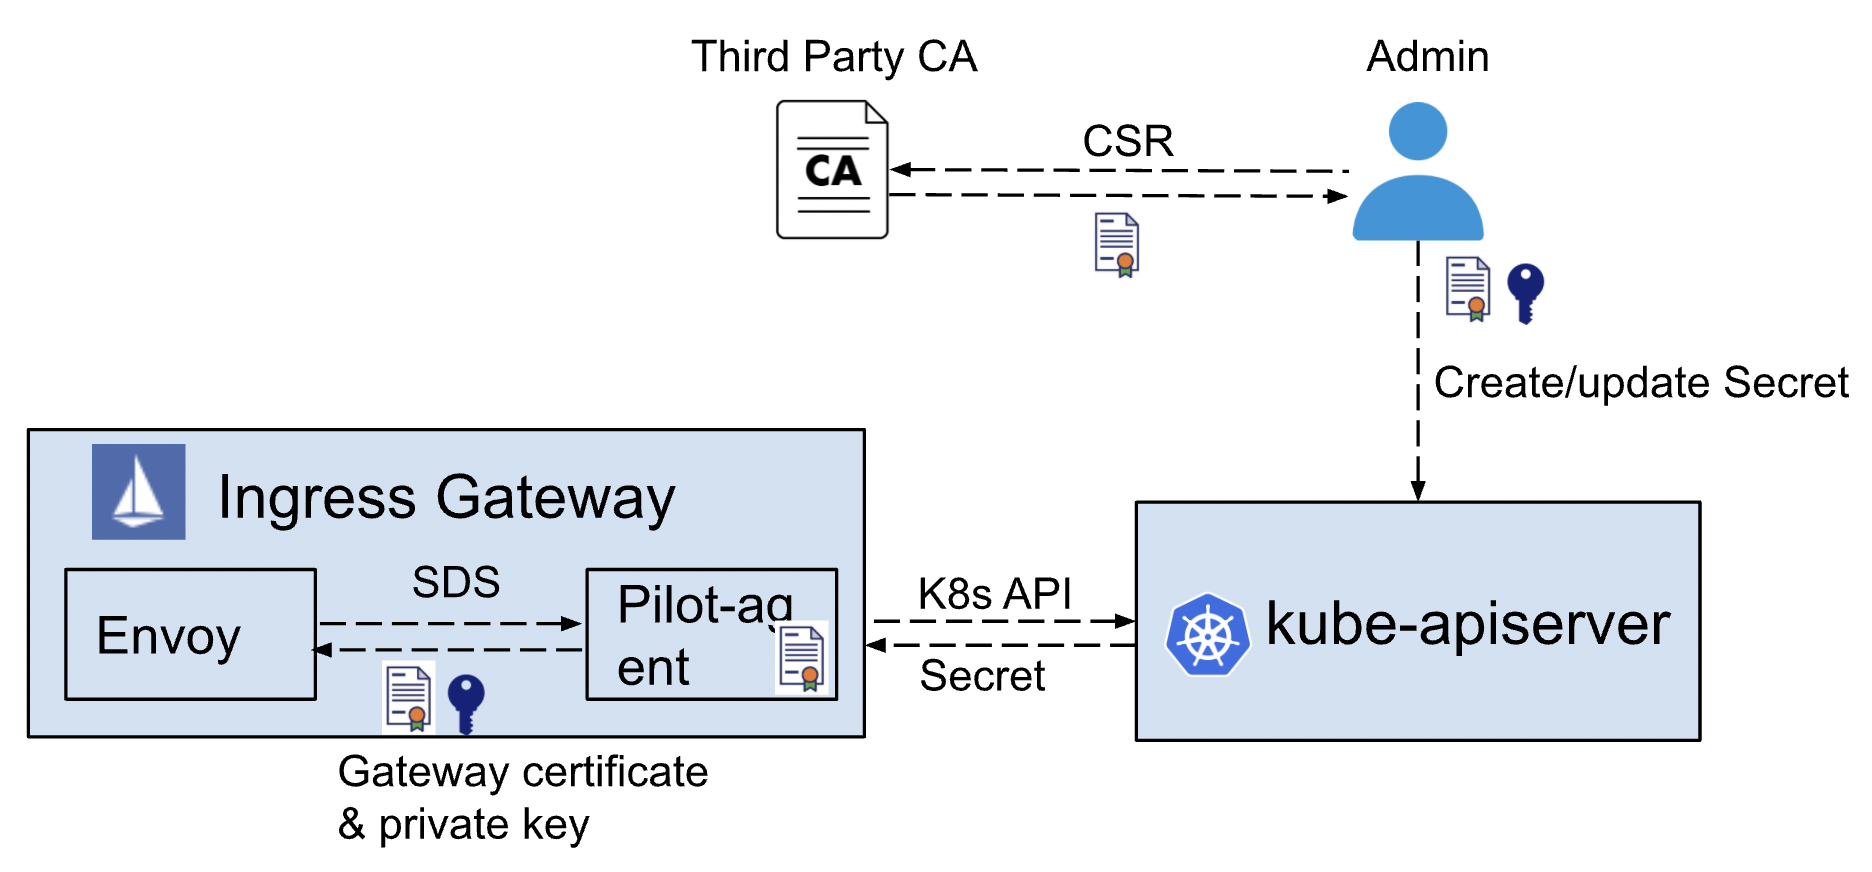 Third Party CA
Admin
CA
CSR
Create/update Secret
Ingress Gateway
Envoy
SDS
Pilot-ag
ent
Gateway certificate
& private key
K8s API
Secret
kube-apiserver